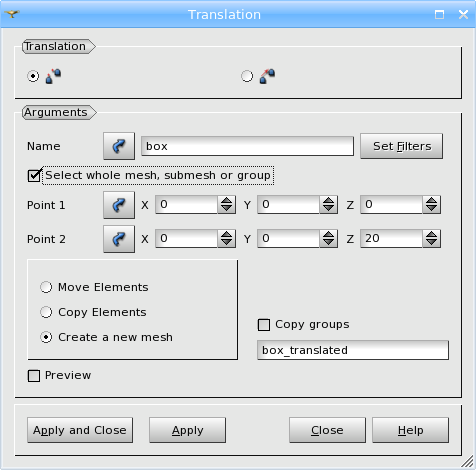 Translation
Translation
Arguments
Name box Set Filters
Select whole mesh, submesh or group
Point 1 X 0 Y 0 Z 0
Point 2 X 0 Y 0 Z 20
Move Elements
Copy Elements
Create a new mesh
Copy groups
box_translated
Preview
Apply and Close Apply Close Help